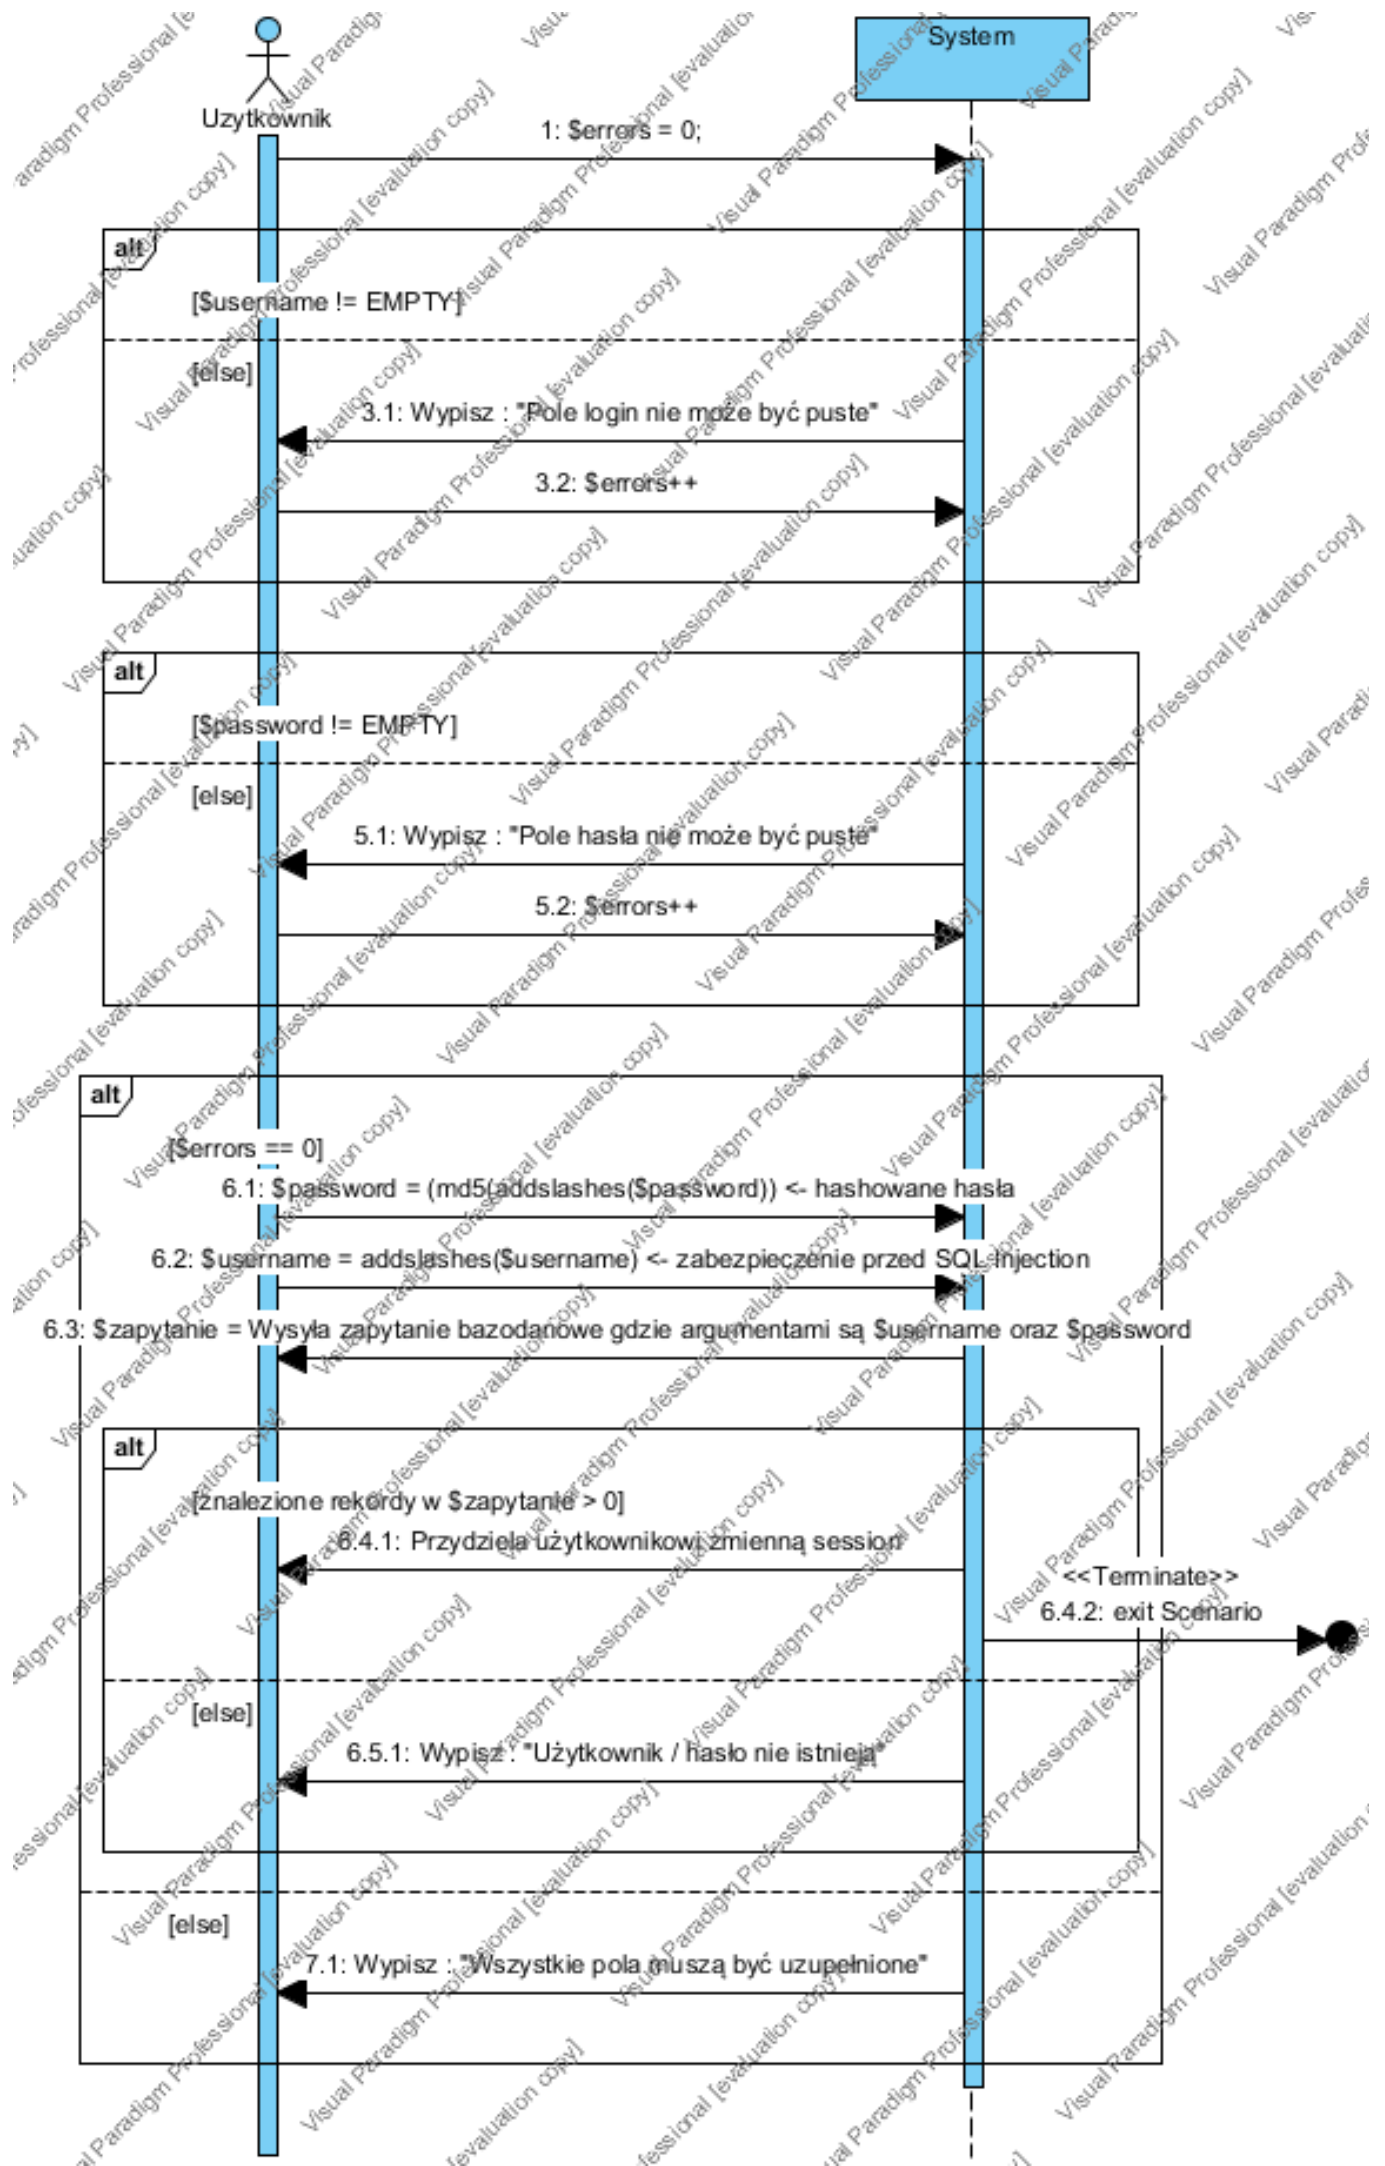 Uzytkownik
System
1: $errors = 0;
alt
[$username != EMPTY]
[else]
3.1: Wypisz : "Pole login nie może być puste"
3.2: $errors++
alt
[$password != EMPTY]
[else]
5.1: Wypisz : "Pole hasła nie może być puste"
5.2: $errors++
alt
[$errors == 0]
6.1: $password = (md5(addslashes($password)) <- hashowane hasła
6.2: $username = addslashes($username) <- zabezpieczenie przed SQL Injection
6.3: $zapytanie = Wysyła zapytanie bazodanowe gdzie argumentami są $username oraz $password
alt
[znalezione rekordy w $zapytanie > 0]
6.4.1: Przydziela użytkownikowi zmienną session
<<Terminate>>
6.4.2: exit Scenario
[else]
6.5.1: Wypisz : "Użytkownik / hasło nie istnieją"
[else]
7.1: Wypisz : "Wszystkie pola muszą być uzupełnione"
Visual Paradigm Professional [evaluation copy]